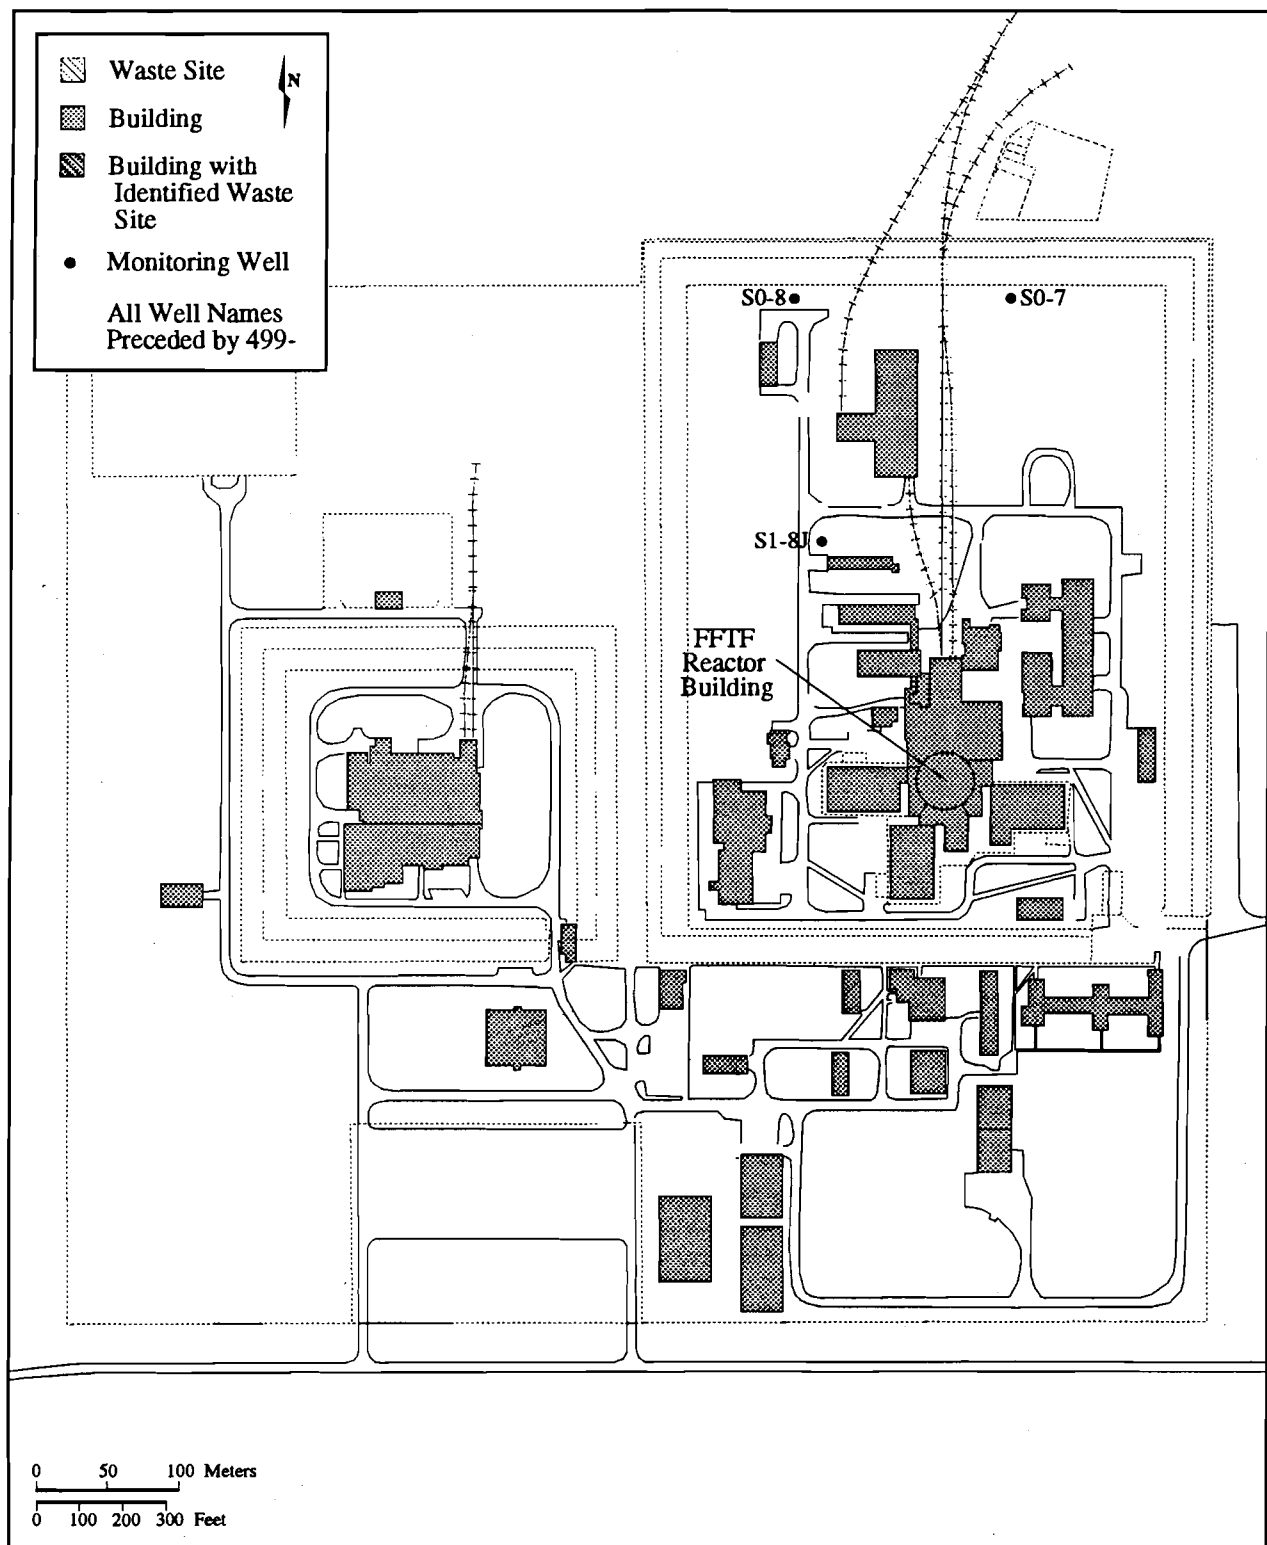 Waste Site
N
Building
Building with
Identified Waste
Site
Monitoring Well
All Well Names
Preceded by 499-
S0-8
S0-7
S1-8J
FFTF
Reactor
Building
0 50 100 Meters
0 100 200 300 Feet